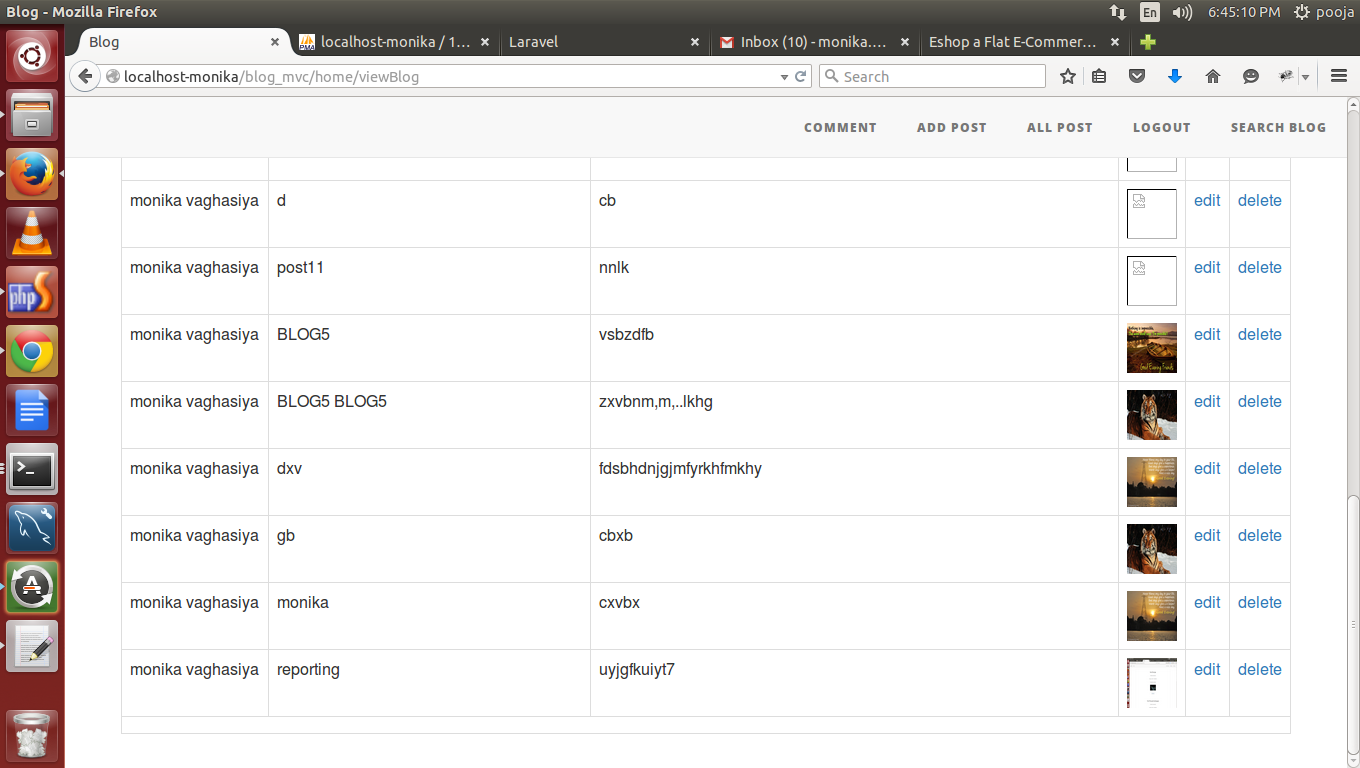 Blog - Mozilla Firefox
En
6:45:10 PM
pooja
Blog
localhost-monika / 1...
Laravel
Inbox (10) - monika....
Eshop a Flat E-Commer...
localhost-monika/blog_mvc/home/viewBlog
Search
COMMENT ADD POST ALL POST LOGOUT SEARCH BLOG
monika vaghasiya d cb edit delete
monika vaghasiya post11 nnlk edit delete
monika vaghasiya BLOG5 vsbzdfb edit delete
monika vaghasiya BLOG5 BLOG5 zxvbnm,m,..lkhg edit delete
monika vaghasiya dxv fdsbhdnjgjmfyrkhfmkhy edit delete
monika vaghasiya gb cbxb edit delete
monika vaghasiya monika cxvbx edit delete
monika vaghasiya reporting uyjgfkuiyt7 edit delete